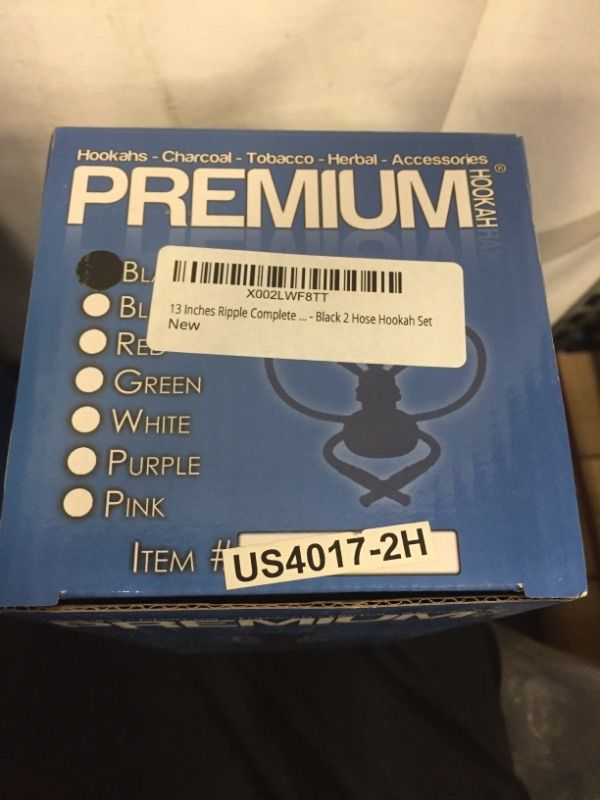 Hookahs - Charcoal - Tobacco - Herbal - Accessories
PREMIUM HOOKAH ®
X002LWF8TT
13 Inches Ripple Complete ... - Black 2 Hose Hookah Set
New
GREEN
WHITE
PURPLE
PINK
ITEM #
US4017-2H
PREMIUM